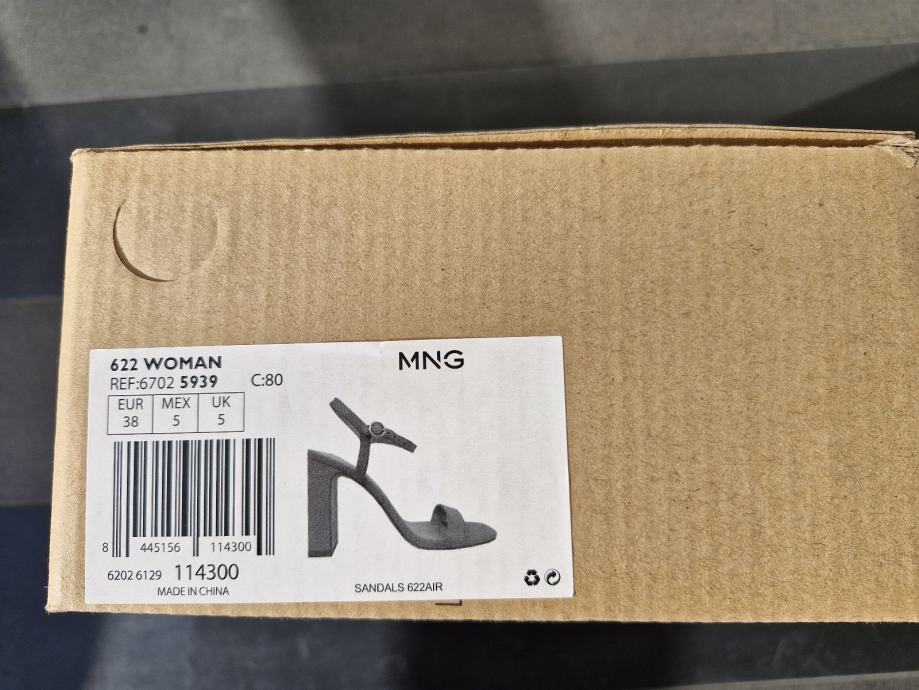 622 WOMAN
REF:6702 5939 C:80
MNG
EUR MEX UK
38 5 5
8 445156 114300
6202 6129 114300
MADE IN CHINA
SANDALS 622AIR